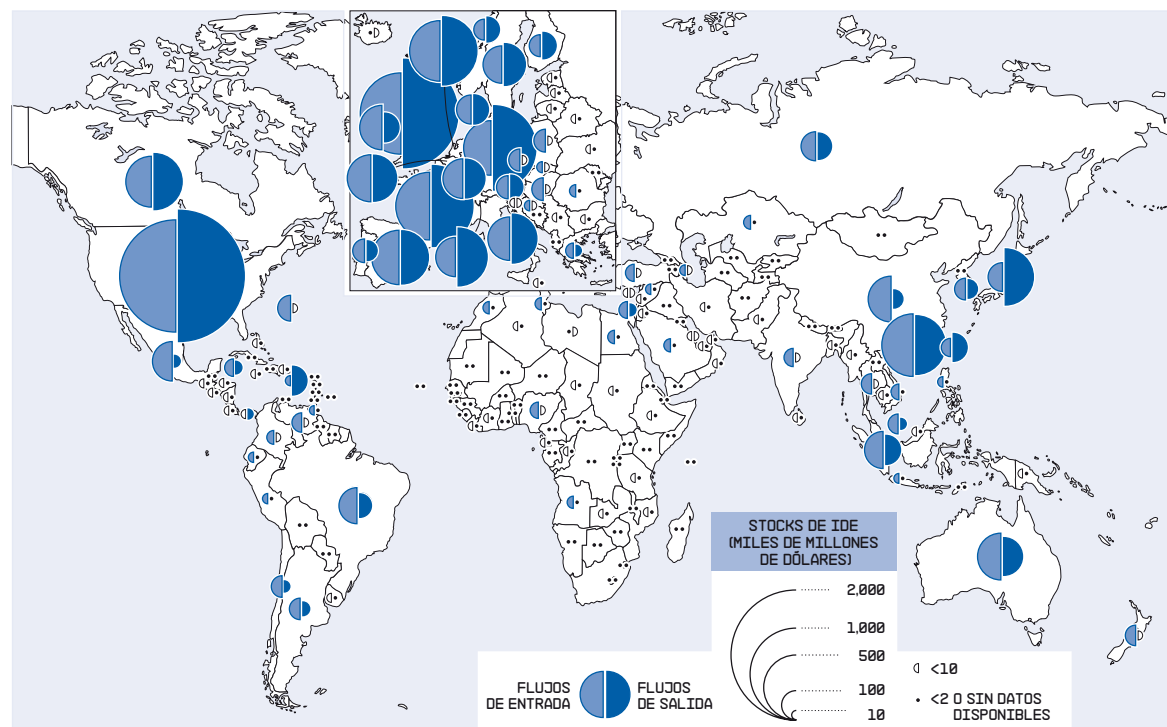 STOCKS DE IDE
(MILES DE MILLONES
DE DÓLARES)
2,000
1,000
500
100
10
FLUJOS
DE ENTRADA
FLUJOS
DE SALIDA
<10
<2 O SIN DATOS
DISPONIBLES